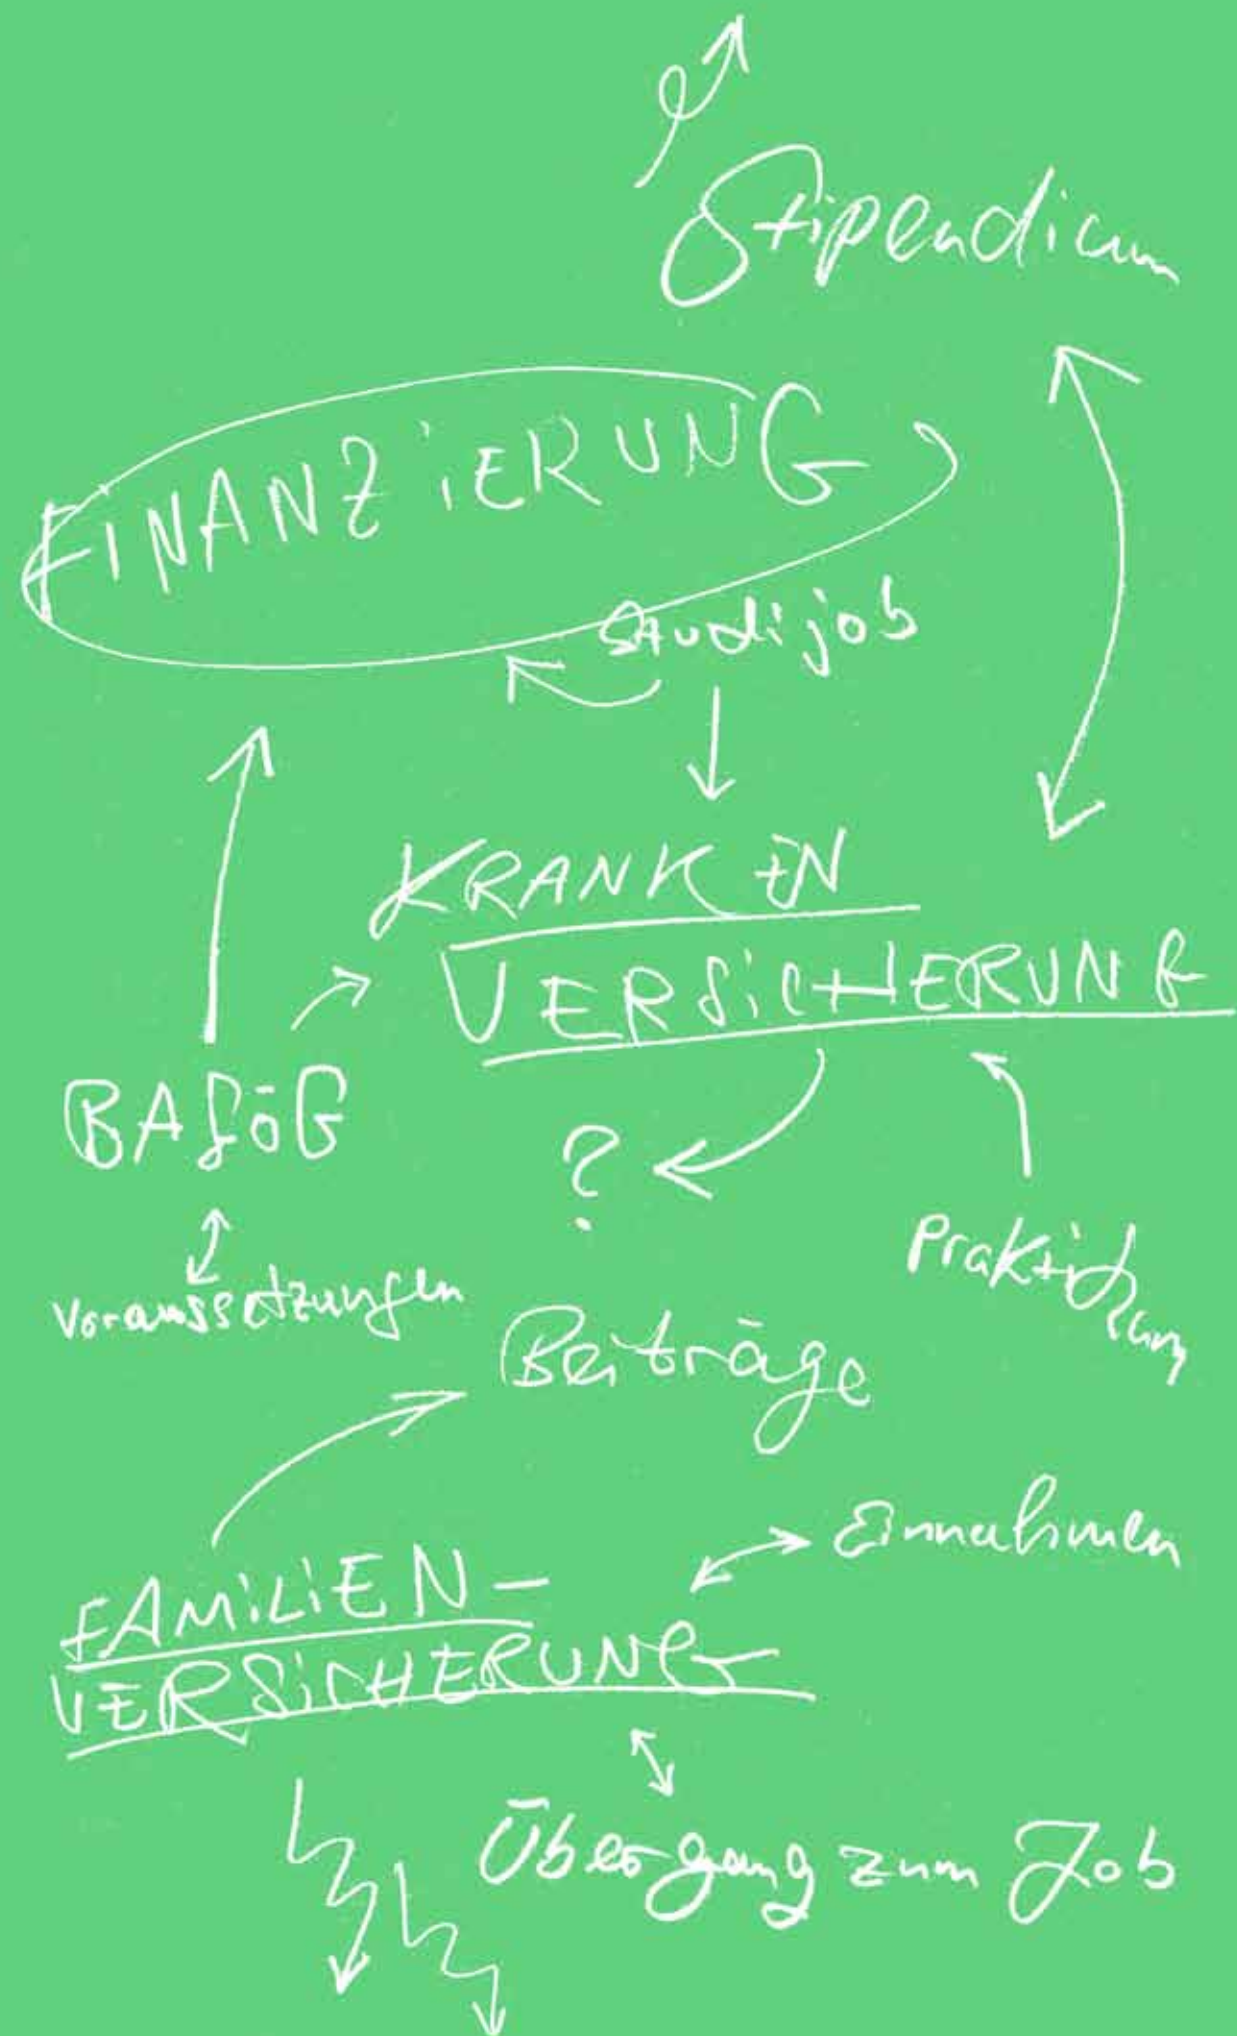 Stipendium
FINANZiERUNG
Studijob
KRANKEN
VERSiCHERUNG
BAföG
?
Praktikum
Voraussetzungen
Beiträge
Einnahmen
FAMiLiEN-
VERSiCHERUNG
Übergang zum Job